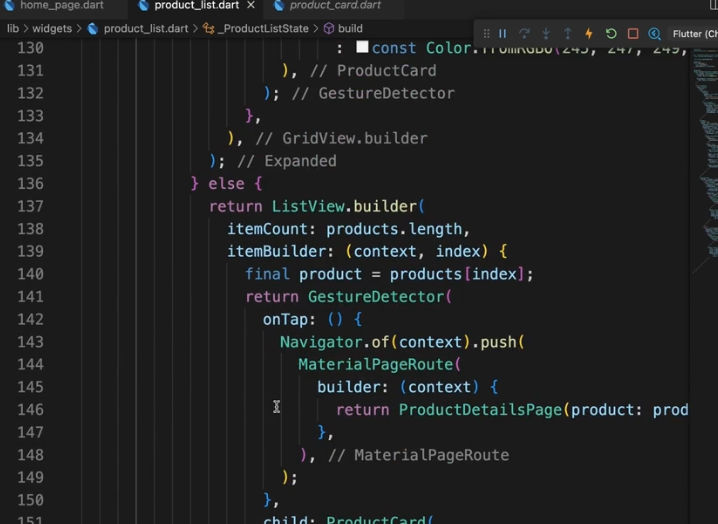 home_page.dart product_list.dart product_card.dart
lib > widgets > product_list.dart > _ProductListState > build
Flutter (Ch
130 : const Color.fromRGBO(245, 247, 249,
131 ), // ProductCard
132 ); // GestureDetector
133 },
134 ), // GridView.builder
135 ); // Expanded
136 } else {
137 return ListView.builder(
138 itemCount: products.length,
139 itemBuilder: (context, index) {
140 final product = products[index];
141 return GestureDetector(
142 onTap: () {
143 Navigator.of(context).push(
144 MaterialPageRoute(
145 builder: (context) {
146 return ProductDetailsPage(product: prod
147 },
148 ), // MaterialPageRoute
149 );
150 },
151 child: ProductCard(